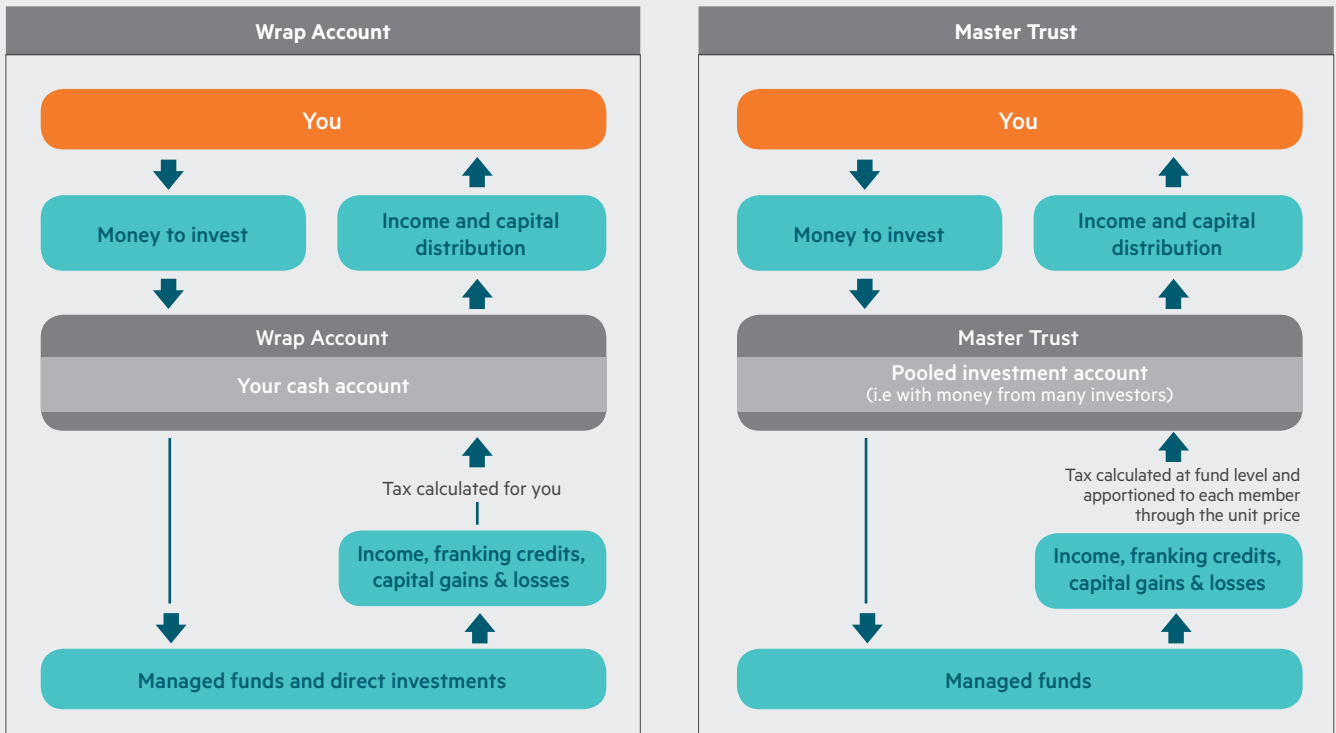 Wrap Account
You
Money to invest
Income and capital
distribution
Wrap Account
Your cash account
Tax calculated for you
Income, franking credits,
capital gains & losses
Managed funds and direct investments
Master Trust
You
Money to invest
Income and capital
distribution
Master Trust
Pooled investment account
(i.e with money from many investors)
Tax calculated at fund level and
apportioned to each member
through the unit price
Income, franking credits,
capital gains & losses
Managed funds